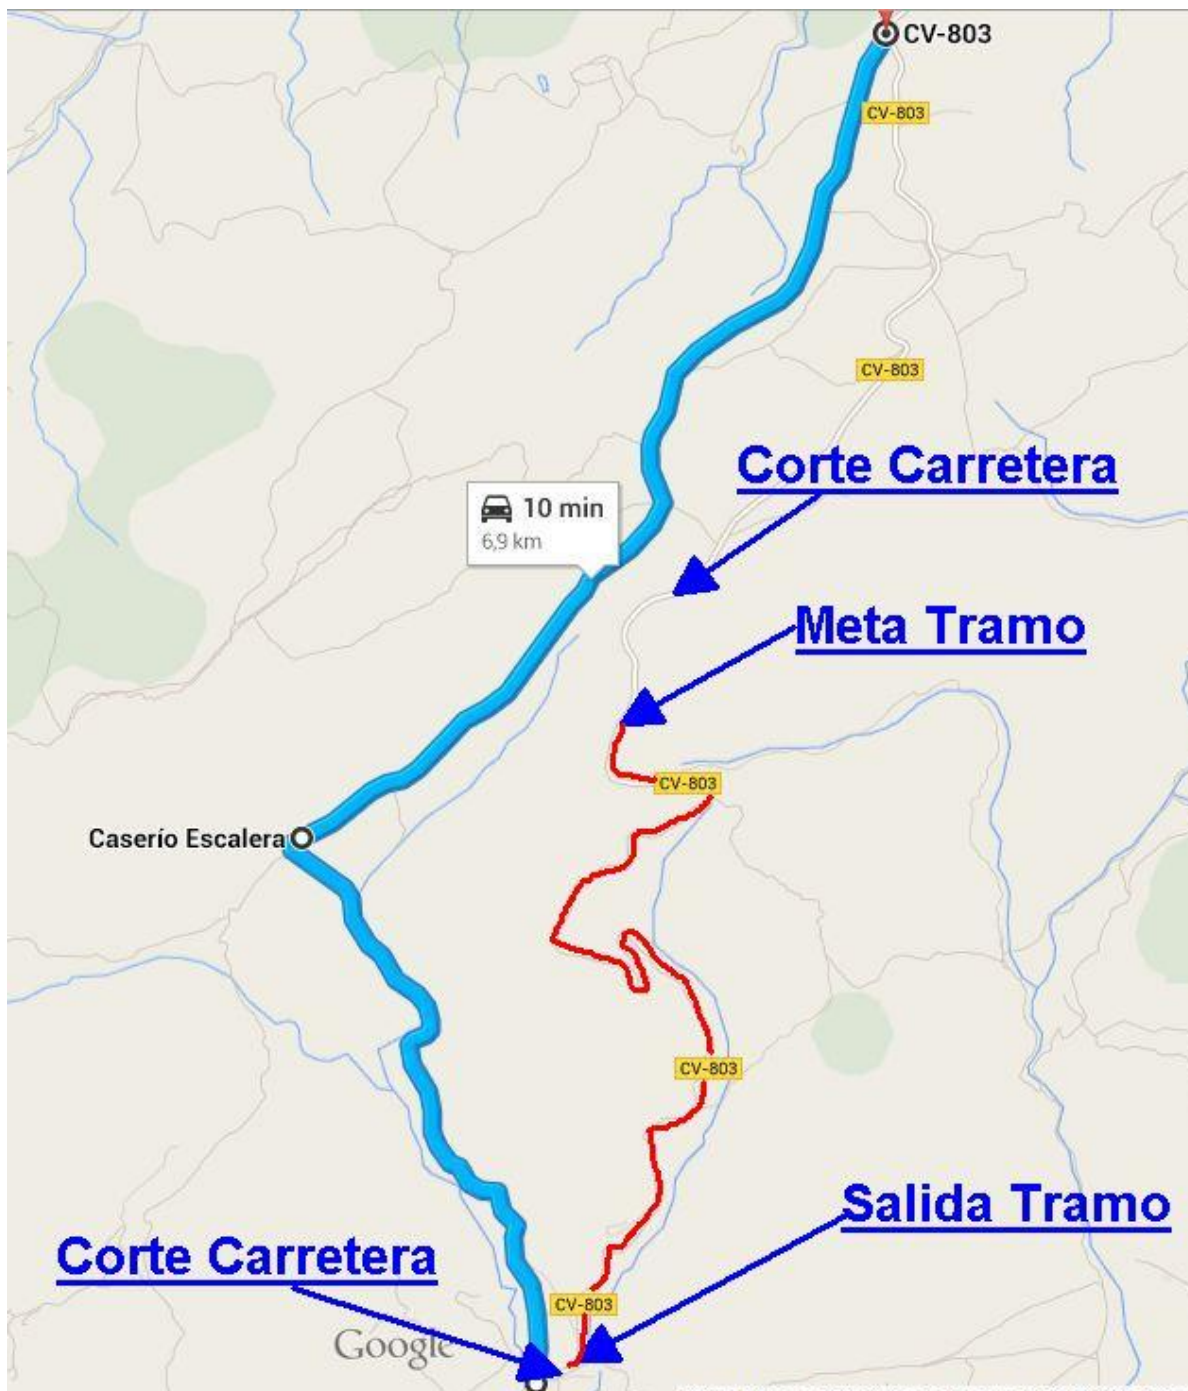 CV-803
CV-803
CV-803
Corte Carretera
10 min
6,9 km
Meta Tramo
CV-803
Caserío Escalera
CV-803
Salida Tramo
Corte Carretera
CV-803
Google